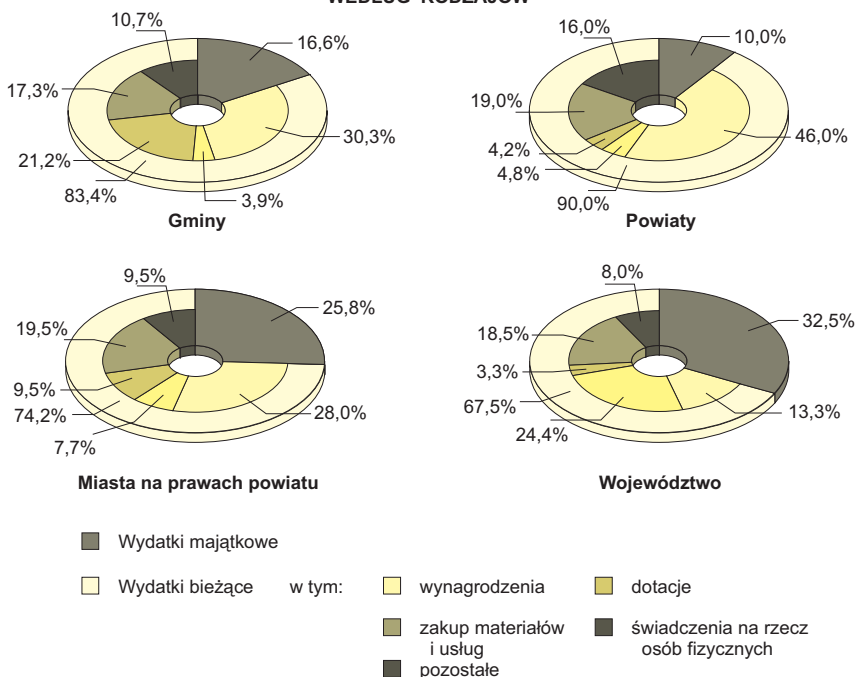 WEDŁUG RODZAJÓW
10,7%
16,6%
17,3%
30,3%
21,2%
83,4%
3,9%
Gminy
16,0%
10,0%
19,0%
46,0%
4,2%
4,8%
90,0%
Powiaty
9,5%
25,8%
19,5%
9,5%
74,2%
28,0%
7,7%
Miasta na prawach powiatu
8,0%
32,5%
18,5%
3,3%
67,5%
13,3%
24,4%
Województwo
Wydatki majątkowe
Wydatki bieżące w tym: wynagrodzenia dotacje
zakup materiałów świadczenia na rzecz
i usług osób fizycznych
pozostałe